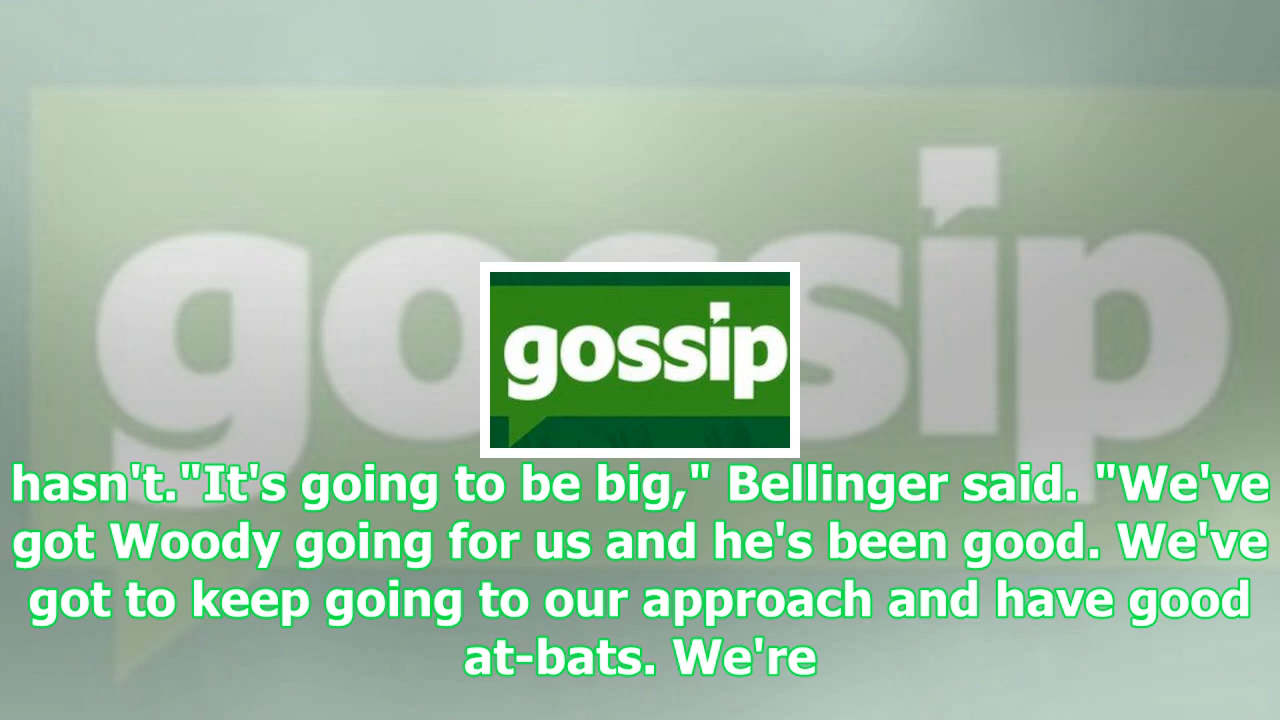 gossip
gossip
hasn't."It's going to be big," Bellinger said. "We've
got Woody going for us and he's been good. We've
got to keep going to our approach and have good
at-bats. We're